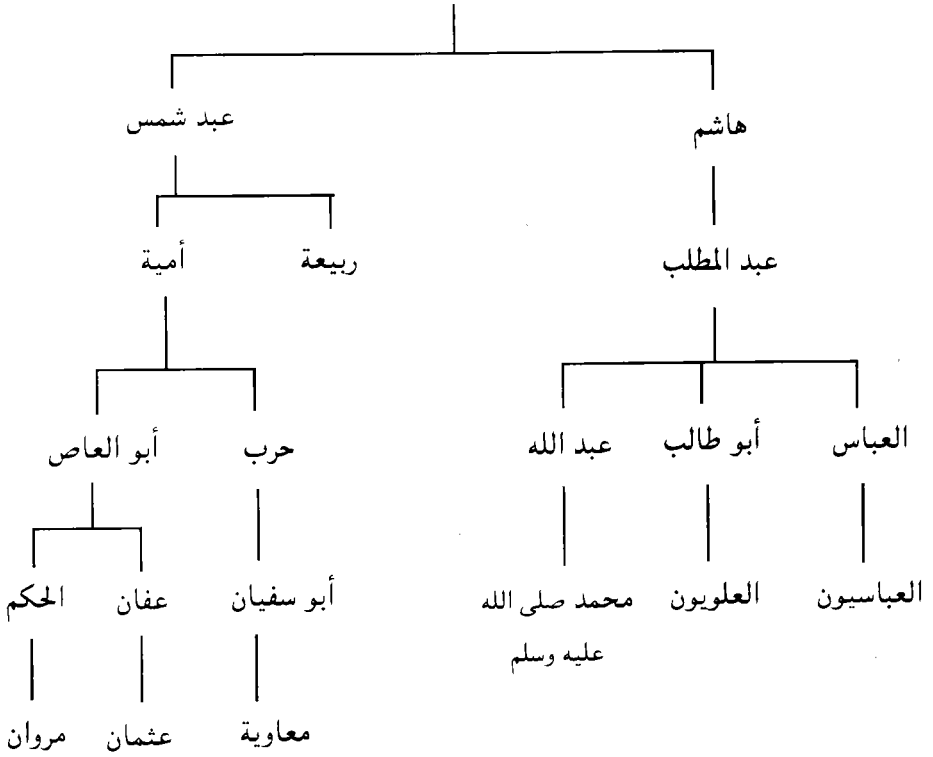 هاشم عبد شمس
عبد المطلب ربيعة أمية
العباس أبو طالب عبد الله حرب أبو العاص
العباسيون العلويون محمد صلى الله أبو سفيان عفان الحكم
عليه وسلم
معاوية عثمان مروان